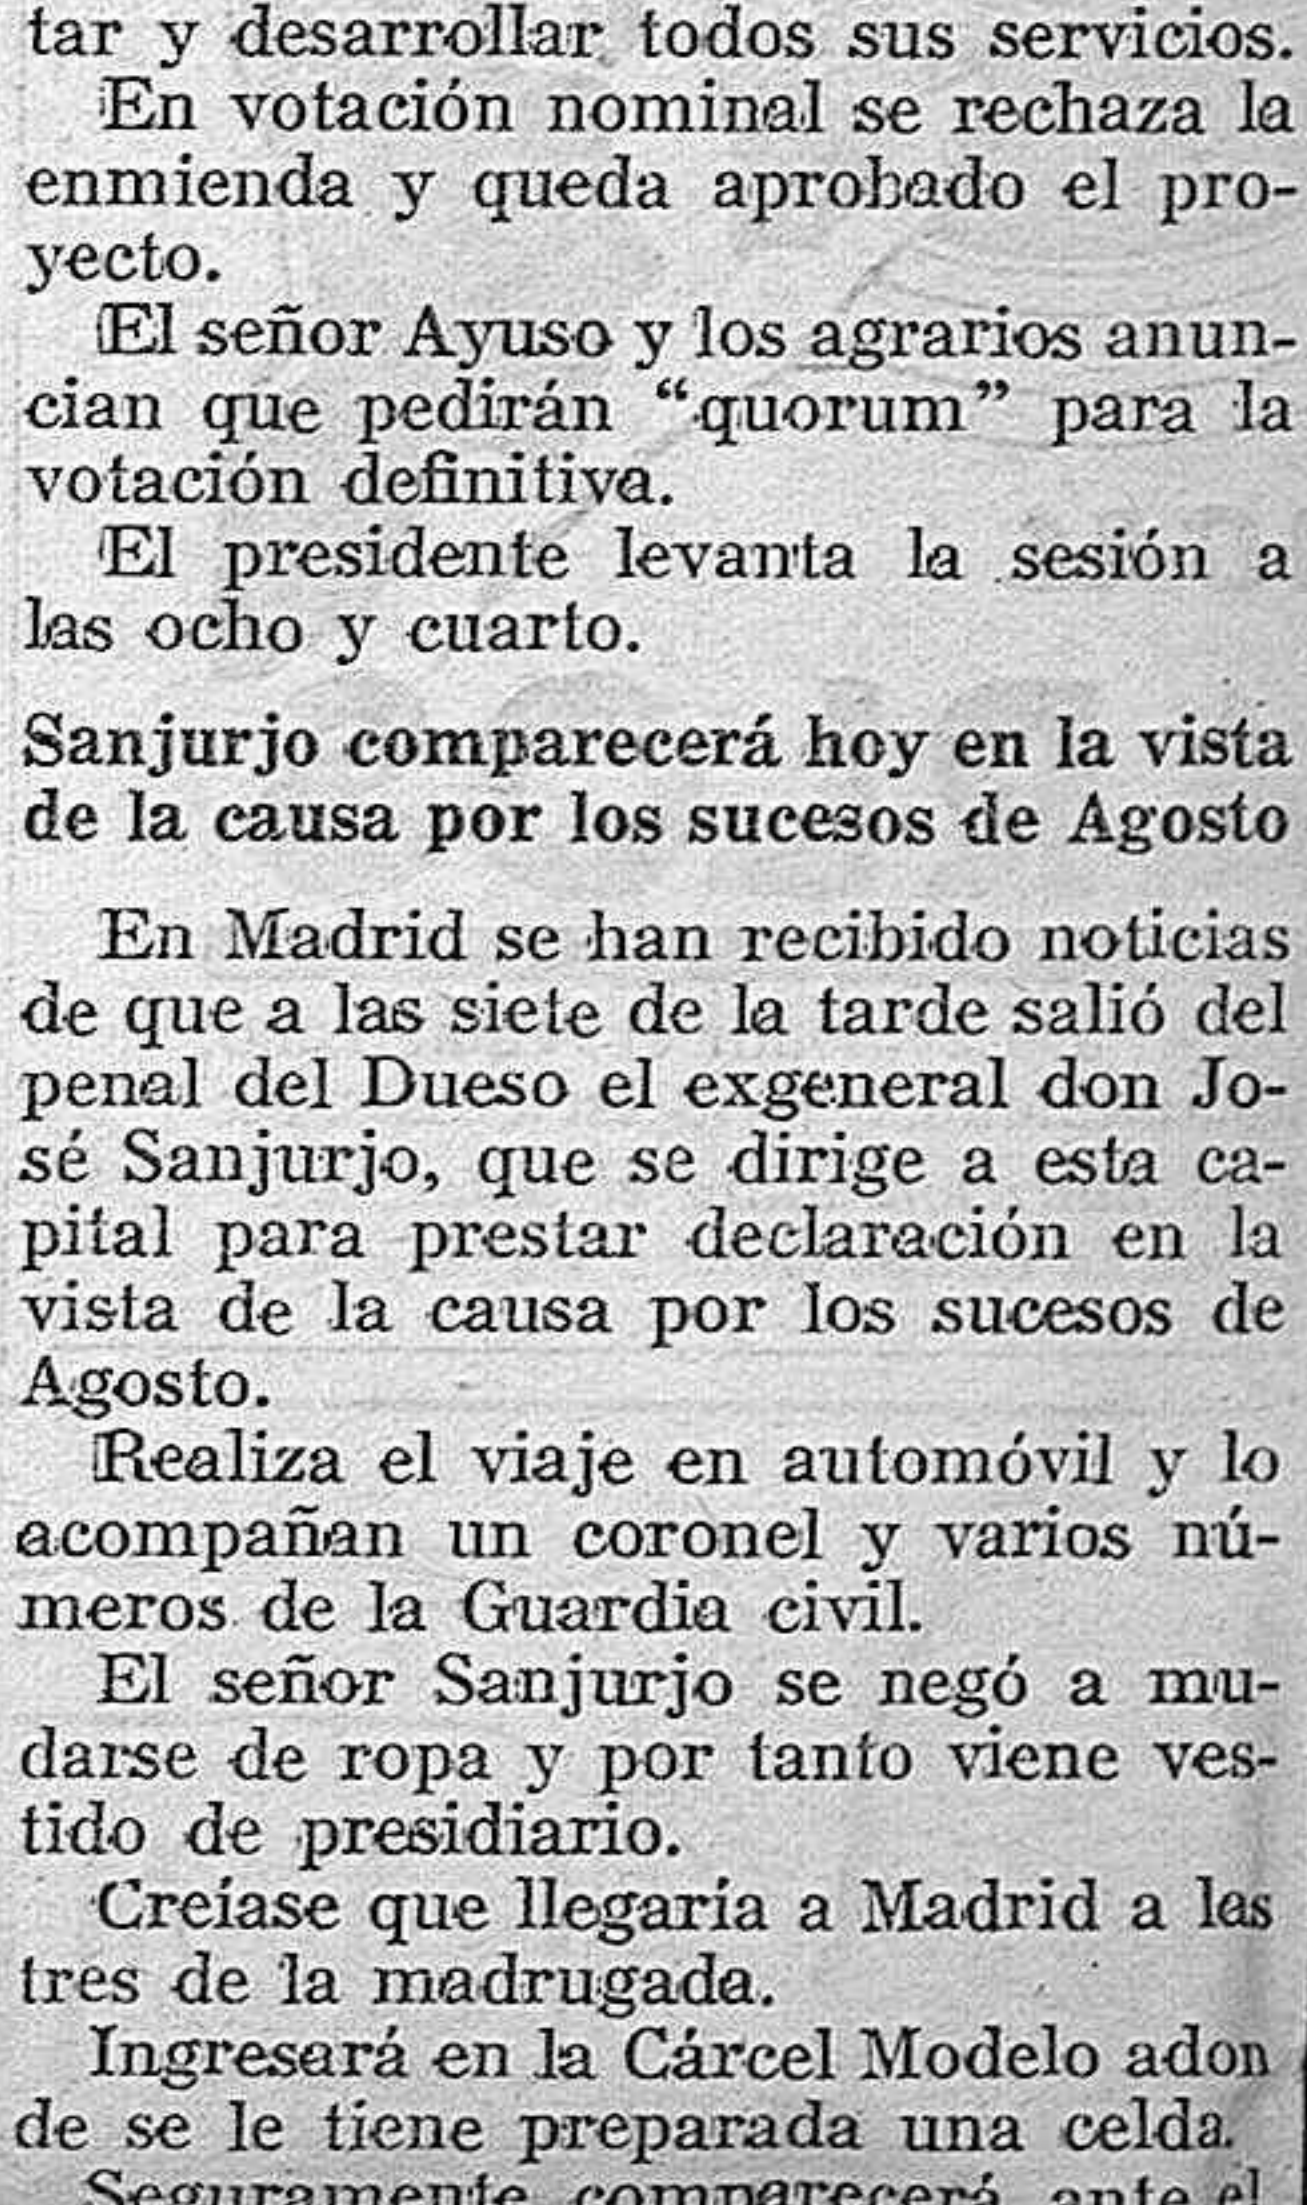 tar y desarrollar todos sus servicios.
En votación nominal se rechaza la
enmienda y queda aprobado el pro-
yecto.
El señor Ayuso y los agrarios anun-
cian que pedirán “quorum” para la
votación definitiva.
El presidente levanta la sesión a
las ocho y cuarto.
Sanjurjo comparecerá hoy en la vista
de la causa por los sucesos de Agosto
En Madrid se han recibido noticias
de que a las siete de la tarde salió del
penal del Dueso el exgeneral don Jo-
sé Sanjurjo, que se dirige a esta ca-
pital para prestar declaración en la
vista de la causa por los sucesos de
Agosto.
Realiza el viaje en automóvil y lo
acompañan un coronel y varios nú-
meros de la Guardia civil.
El señor Sanjurjo se negó a mu-
darse de ropa y por tanto viene ves-
tido de presidiario.
Creíase que llegaría a Madrid a las
tres de la madrugada.
Ingresará en la Cárcel Modelo adon
de se le tiene preparada una celda.
Seguramente comparecerá ante el